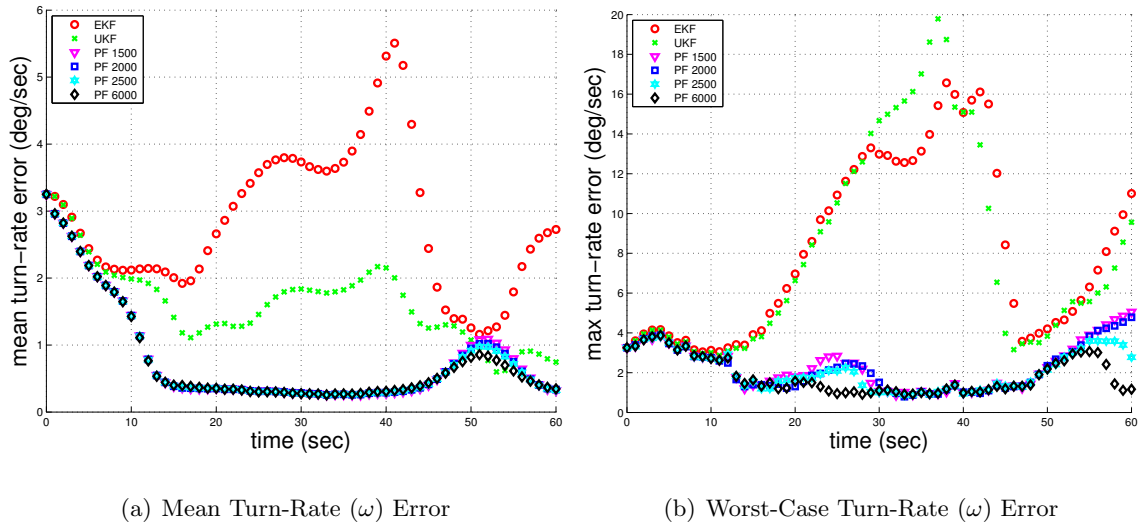 EKF
UKF
PF 1500
PF 2000
PF 2500
PF 6000
mean turn−rate error (deg/sec)
6
5
4
3
2
1
0
0 10 20 30 40 50 60
time (sec)
(a) Mean Turn-Rate (ω) Error
EKF
UKF
PF 1500
PF 2000
PF 2500
PF 6000
max turn−rate error (deg/sec)
20
18
16
14
12
10
8
6
4
2
0
0 10 20 30 40 50 60
time (sec)
(b) Worst-Case Turn-Rate (ω) Error